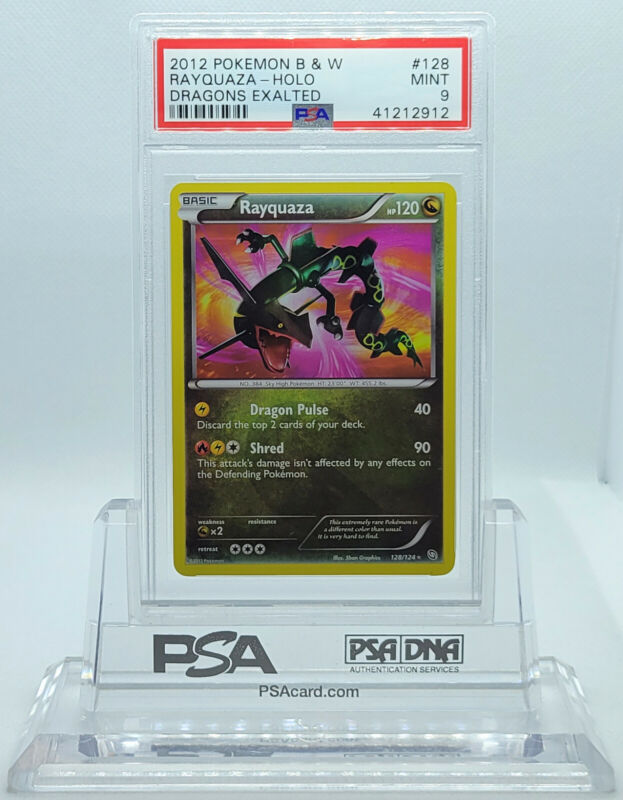 2012 POKEMON B & W #128
RAYQUAZA – HOLO MINT
DRAGONS EXALTED 9
PSA 41212912
BASIC
Rayquaza HP120
NO. 384 Sky High Pokémon HT: 23'00" WT: 455.2 lbs.
Dragon Pulse 40
Discard the top 2 cards of your deck.
Shred 90
This attack's damage isn't affected by any effects on
the Defending Pokémon.
weakness resistance
×2
retreat
This extremely rare Pokémon is
a different color than usual.
It is very hard to find.
Illus. 5ban Graphics 128/124
©2012 Pokémon
PSA
PSA DNA
AUTHENTICATION SERVICES
PSAcard.com